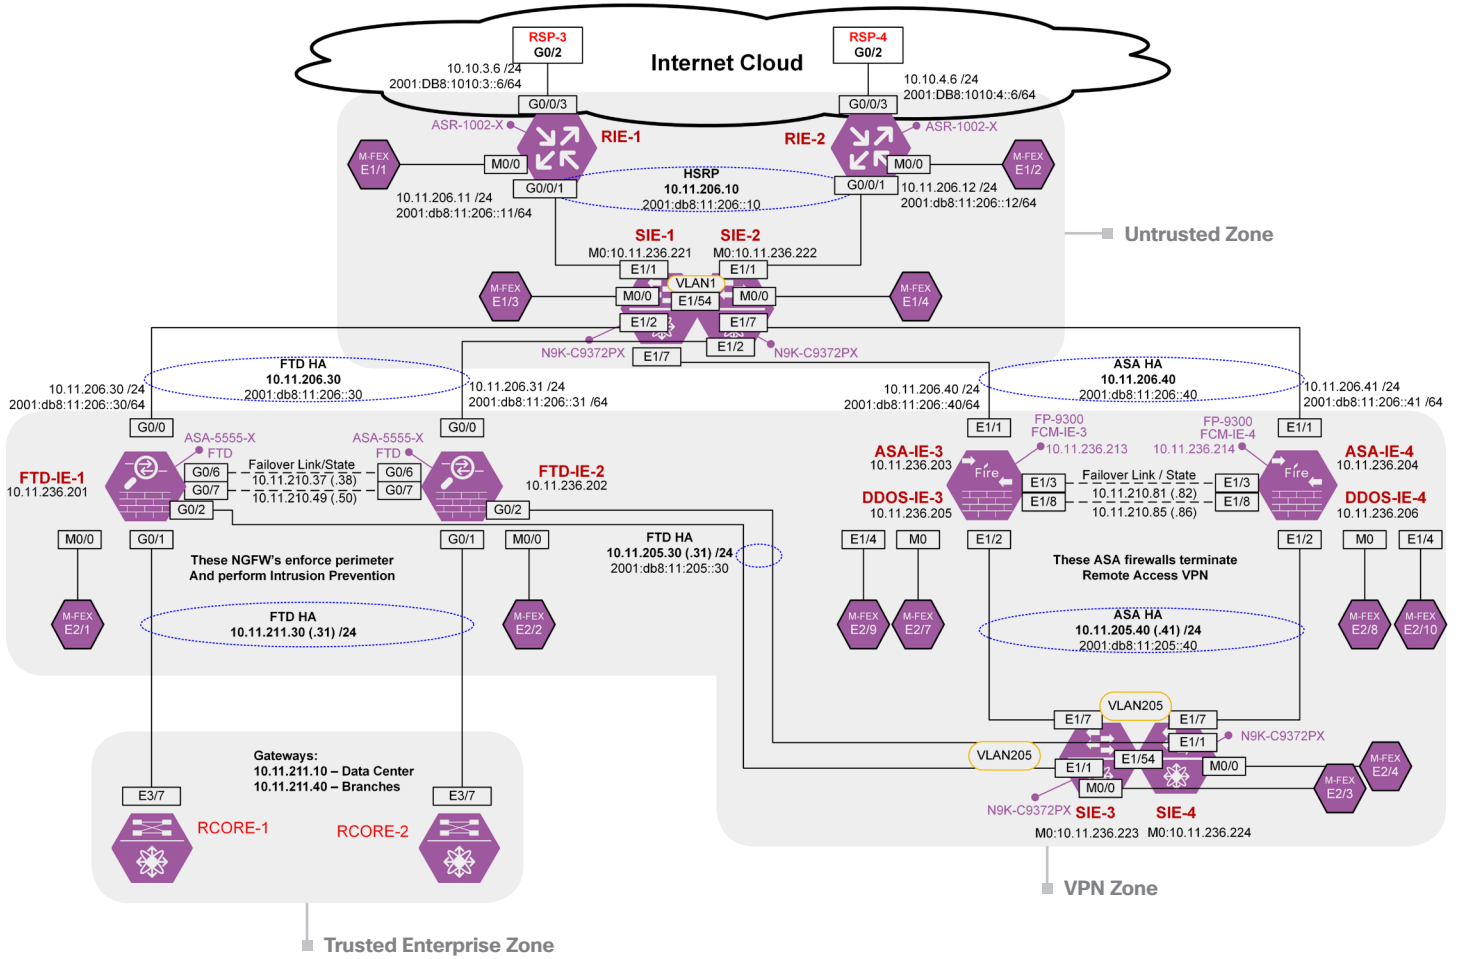 RSP-3
G0/2
RSP-4
G0/2
Internet Cloud
10.10.3.6 /24
2001:DB8:1010:3::6/64
10.10.4.6 /24
2001:DB8:1010:4::6/64
G0/0/3
G0/0/3
ASR-1002-X
RIE-1
RIE-2
ASR-1002-X
M-FEX
E1/1
M0/0
M0/0
M-FEX
E1/2
G0/0/1
HSRP
10.11.206.10
2001:db8:11:206::10
G0/0/1
10.11.206.11 /24
2001:db8:11:206::11/64
10.11.206.12 /24
2001:db8:11:206::12/64
SIE-1
SIE-2
M0:10.11.236.221
M0:10.11.236.222
Untrusted Zone
E1/1
E1/1
VLAN1
M-FEX
E1/3
M0/0
E1/54
M0/0
M-FEX
E1/4
E1/2
E1/7
N9K-C9372PX
E1/7
E1/2
N9K-C9372PX
FTD HA
10.11.206.30
2001:db8:11:206::30
ASA HA
10.11.206.40
2001:db8:11:206::40
10.11.206.30 /24
2001:db8:11:206::30/64
10.11.206.31 /24
2001:db8:11:206::31 /64
10.11.206.40 /24
2001:db8:11:206::40/64
10.11.206.41 /24
2001:db8:11:206::41 /64
G0/0
G0/0
E1/1
E1/1
ASA-5555-X
FTD
ASA-5555-X
FTD
FP-9300
FCM-IE-3
10.11.236.213
FP-9300
FCM-IE-4
10.11.236.214
FTD-IE-1
10.11.236.201
G0/6
G0/7
Failover Link/State
10.11.210.37 (.38)
10.11.210.49 (.50)
G0/6
G0/7
FTD-IE-2
10.11.236.202
ASA-IE-3
10.11.236.203
DDOS-IE-3
10.11.236.205
Fire
E1/3
E1/8
Failover Link / State
10.11.210.81 (.82)
10.11.210.85 (.86)
E1/3
E1/8
Fire
ASA-IE-4
10.11.236.204
DDOS-IE-4
10.11.236.206
G0/2
G0/2
M0/0
G0/1
G0/1
M0/0
FTD HA
10.11.205.30 (.31) /24
2001:db8:11:205::30
E1/4
M0
E1/2
E1/2
M0
E1/4
These NGFW's enforce perimeter
And perform Intrusion Prevention
These ASA firewalls terminate
Remote Access VPN
M-FEX
E2/1
FTD HA
10.11.211.30 (.31) /24
M-FEX
E2/2
M-FEX
E2/9
M-FEX
E2/7
ASA HA
10.11.205.40 (.41) /24
2001:db8:11:205::40
M-FEX
E2/8
M-FEX
E2/10
VLAN205
E1/7
E1/7
VLAN205
E1/1
N9K-C9372PX
E1/1
E1/54
M0/0
M0/0
M-FEX
E2/4
M-FEX
E2/3
N9K-C9372PX
SIE-3
SIE-4
M0:10.11.236.223
M0:10.11.236.224
Gateways:
10.11.211.10 – Data Center
10.11.211.40 – Branches
E3/7
E3/7
RCORE-1
RCORE-2
VPN Zone
Trusted Enterprise Zone